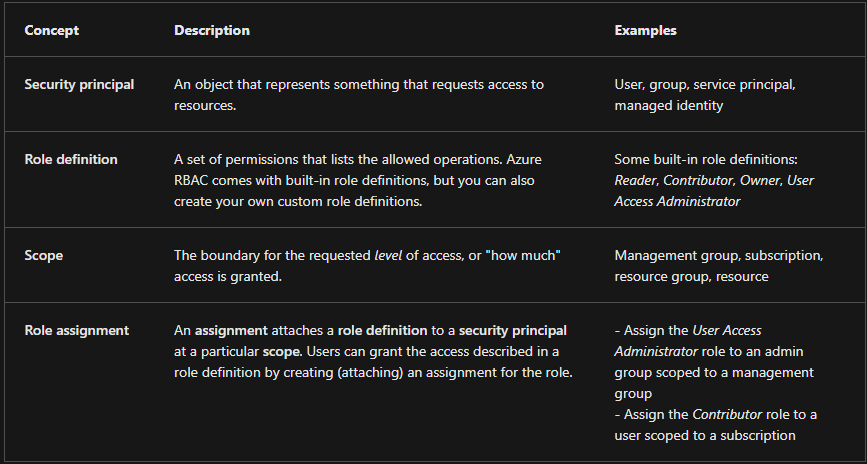 Concept Description Examples
Security principal
An object that represents something that requests access to
resources.
User, group, service principal,
managed identity
Role definition
A set of permissions that lists the allowed operations. Azure
RBAC comes with built-in role definitions, but you can also
create your own custom role definitions.
Some built-in role definitions:
Reader, Contributor, Owner, User
Access Administrator
Scope
The boundary for the requested level of access, or "how much"
access is granted.
Management group, subscription,
resource group, resource
Role assignment
An assignment attaches a role definition to a security principal
at a particular scope. Users can grant the access described in a
role definition by creating (attaching) an assignment for the role.
- Assign the User Access
Administrator role to an admin
group scoped to a management
group
- Assign the Contributor role to a
user scoped to a subscription